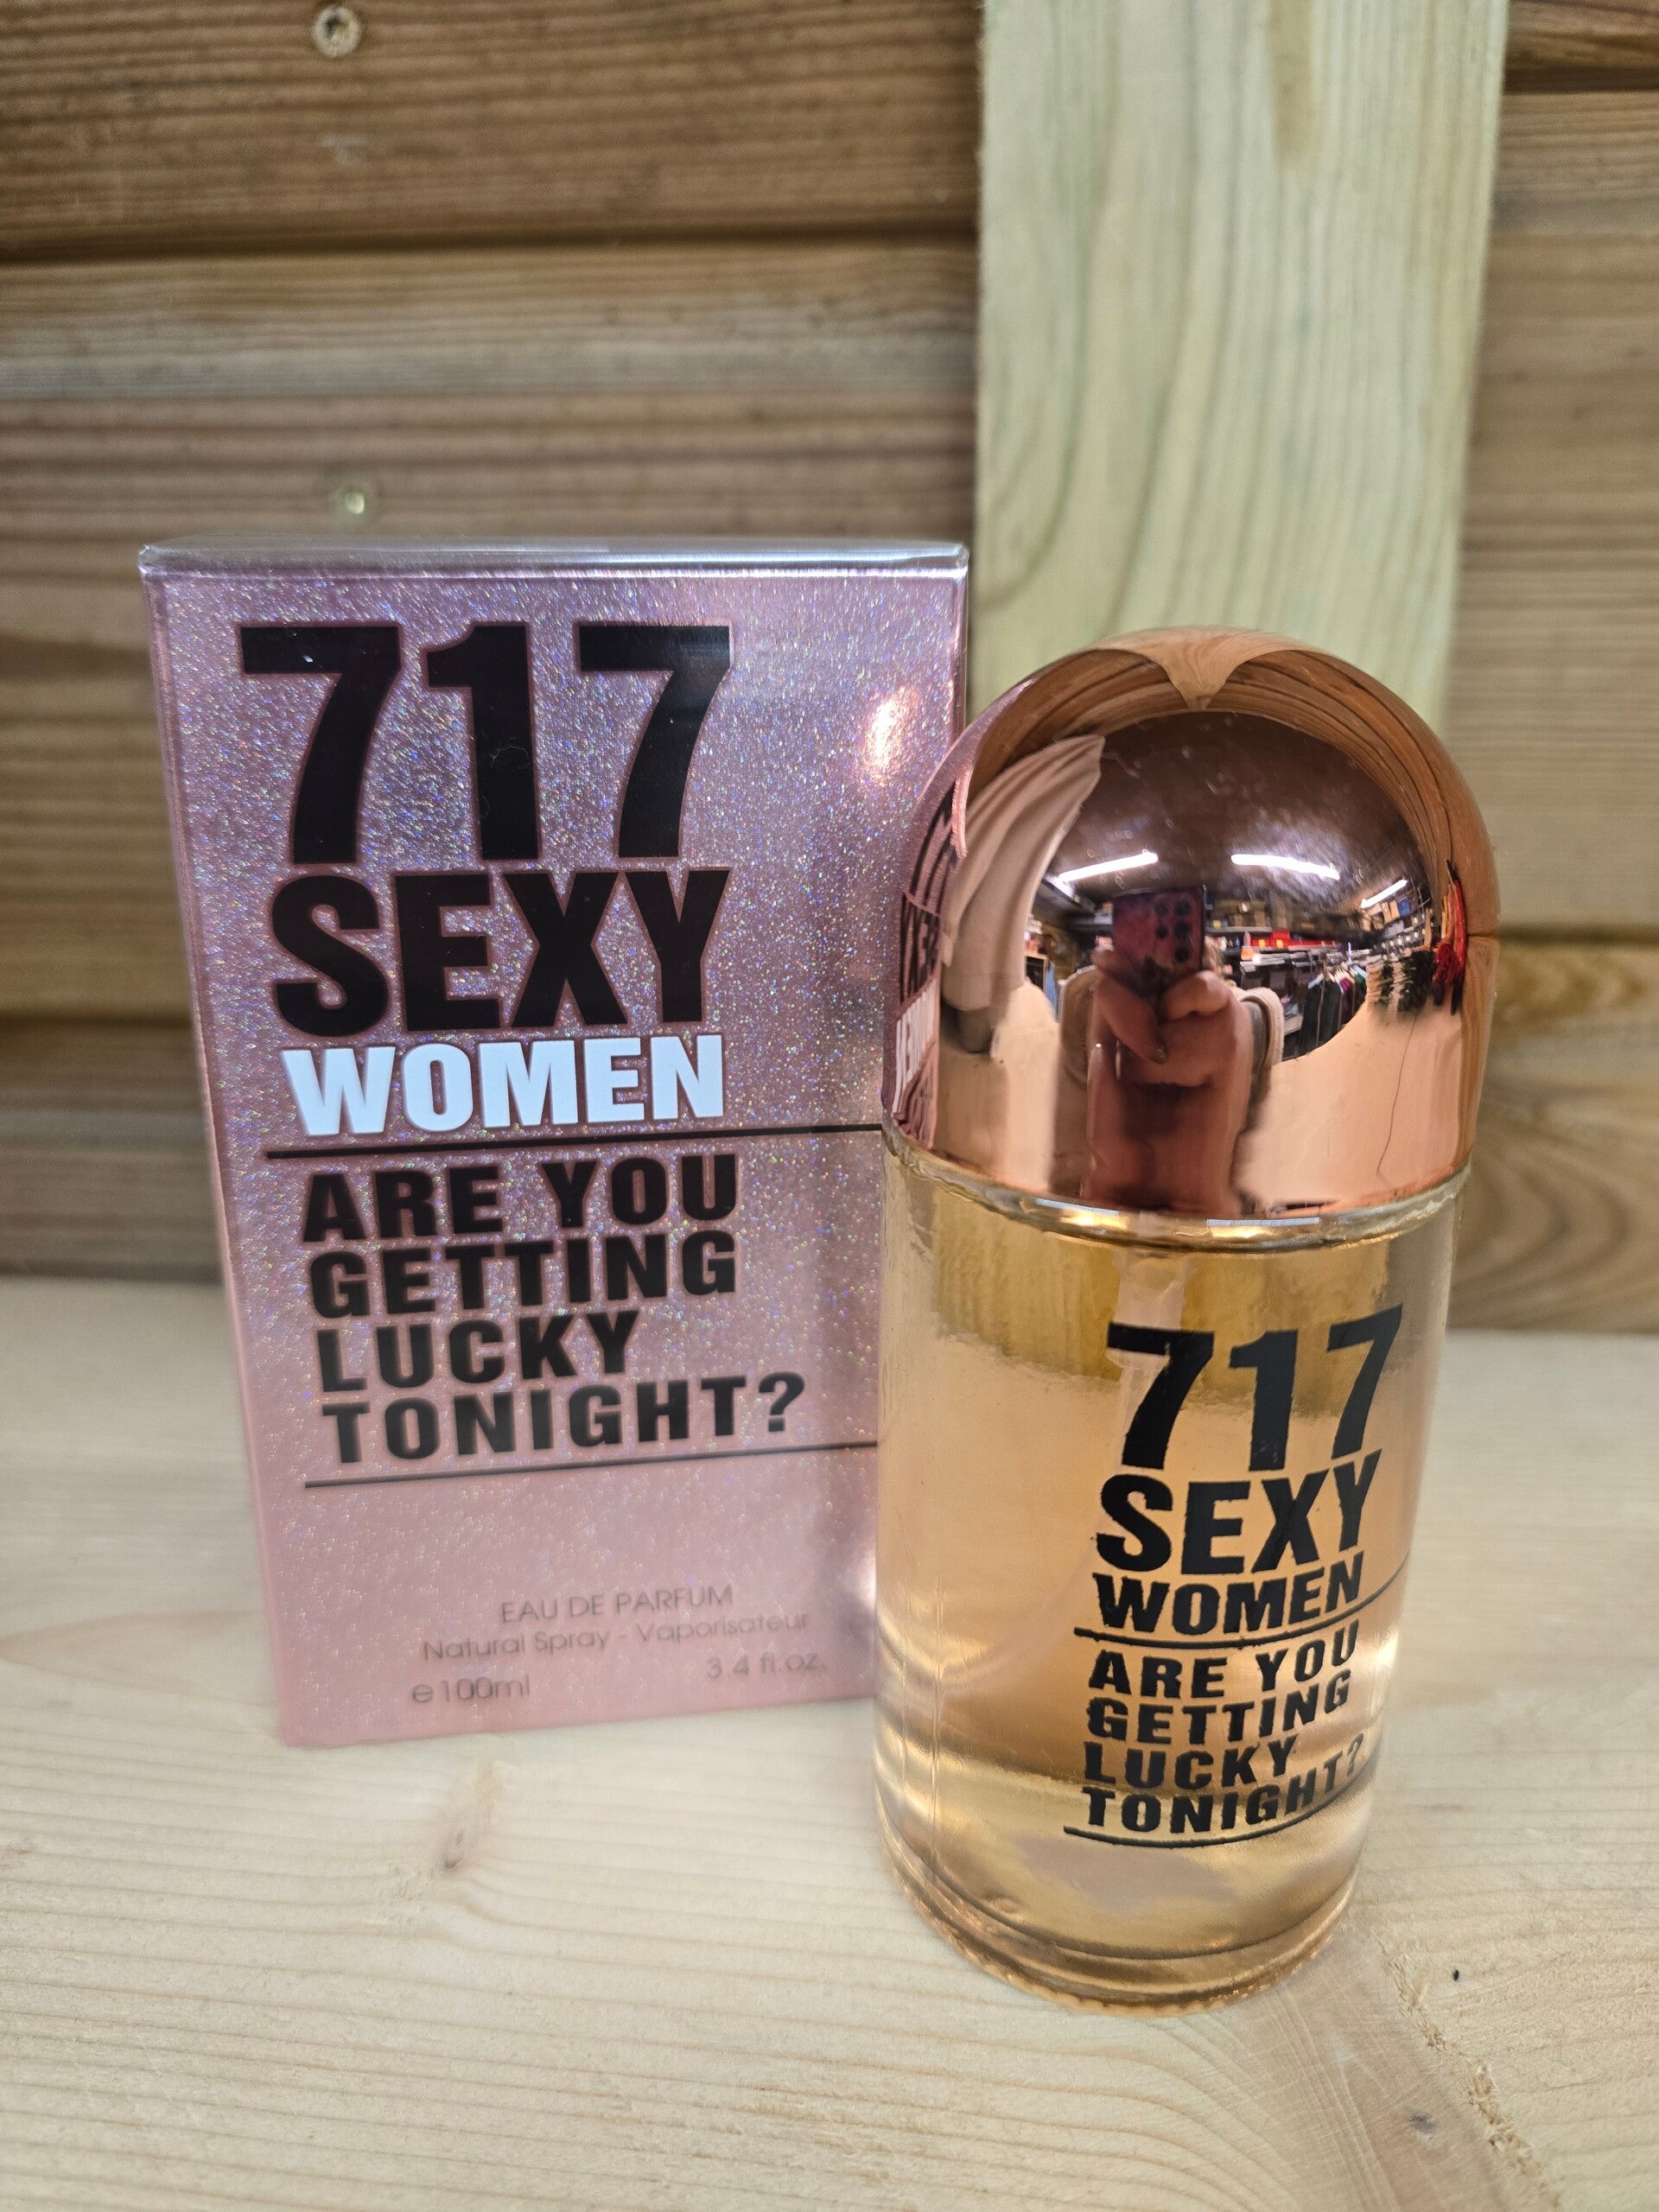 717
SEXY
WOMEN
ARE YOU
GETTING
LUCKY
TONIGHT?
EAU DE PARFUM
Natural Spray - Vaporisateur
e100ml 3.4 fl.oz.
717
SEXY
WOMEN
ARE YOU
GETTING
LUCKY
TONIGHT?